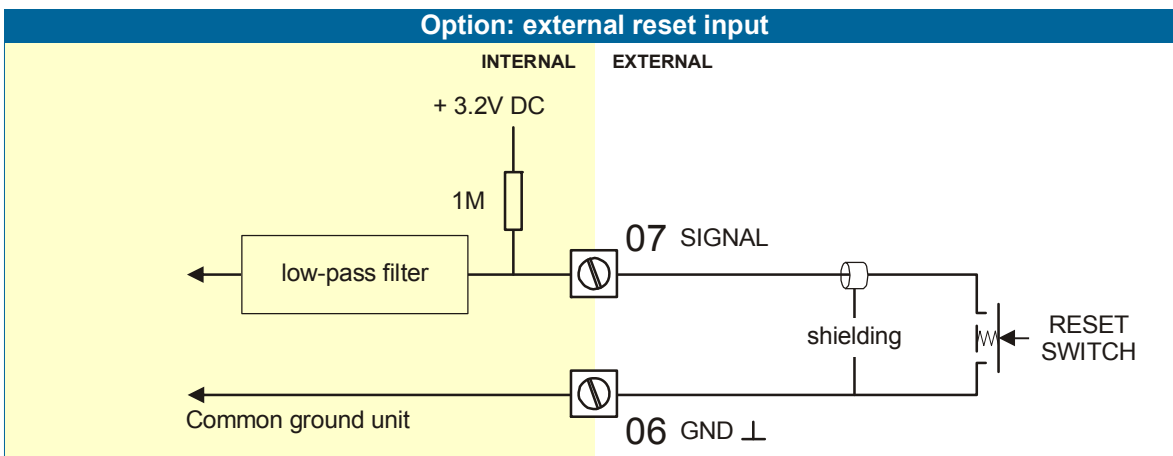 Option: external reset input
INTERNAL EXTERNAL
+ 3.2V DC
1M
07 SIGNAL
low-pass filter
shielding
RESET
SWITCH
Common ground unit
06 GND